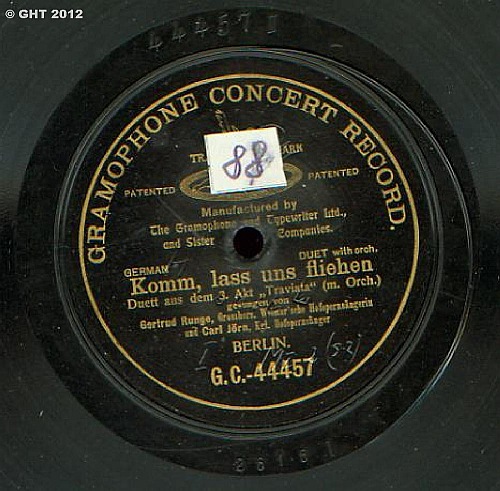 © GHT 2012
44457 I
GRAMOPHONE CONCERT RECORD.
88
TR ARK
PATENTED PATENTED
Manufactured by
The Gramophone and Typewriter Ltd.,
and Sister Companies.
GERMAN DUET with orch.
Komm, lass uns fliehen
Duett aus dem 3. Akt „Traviata" (m. Orch.)
gesungen von
Gertrud Runge, Grossherz. Weimar'sche Hofopernsängerin
und Carl Jörn, Kgl. Hofopernsänger
BERLIN.
I
G.C.-44457